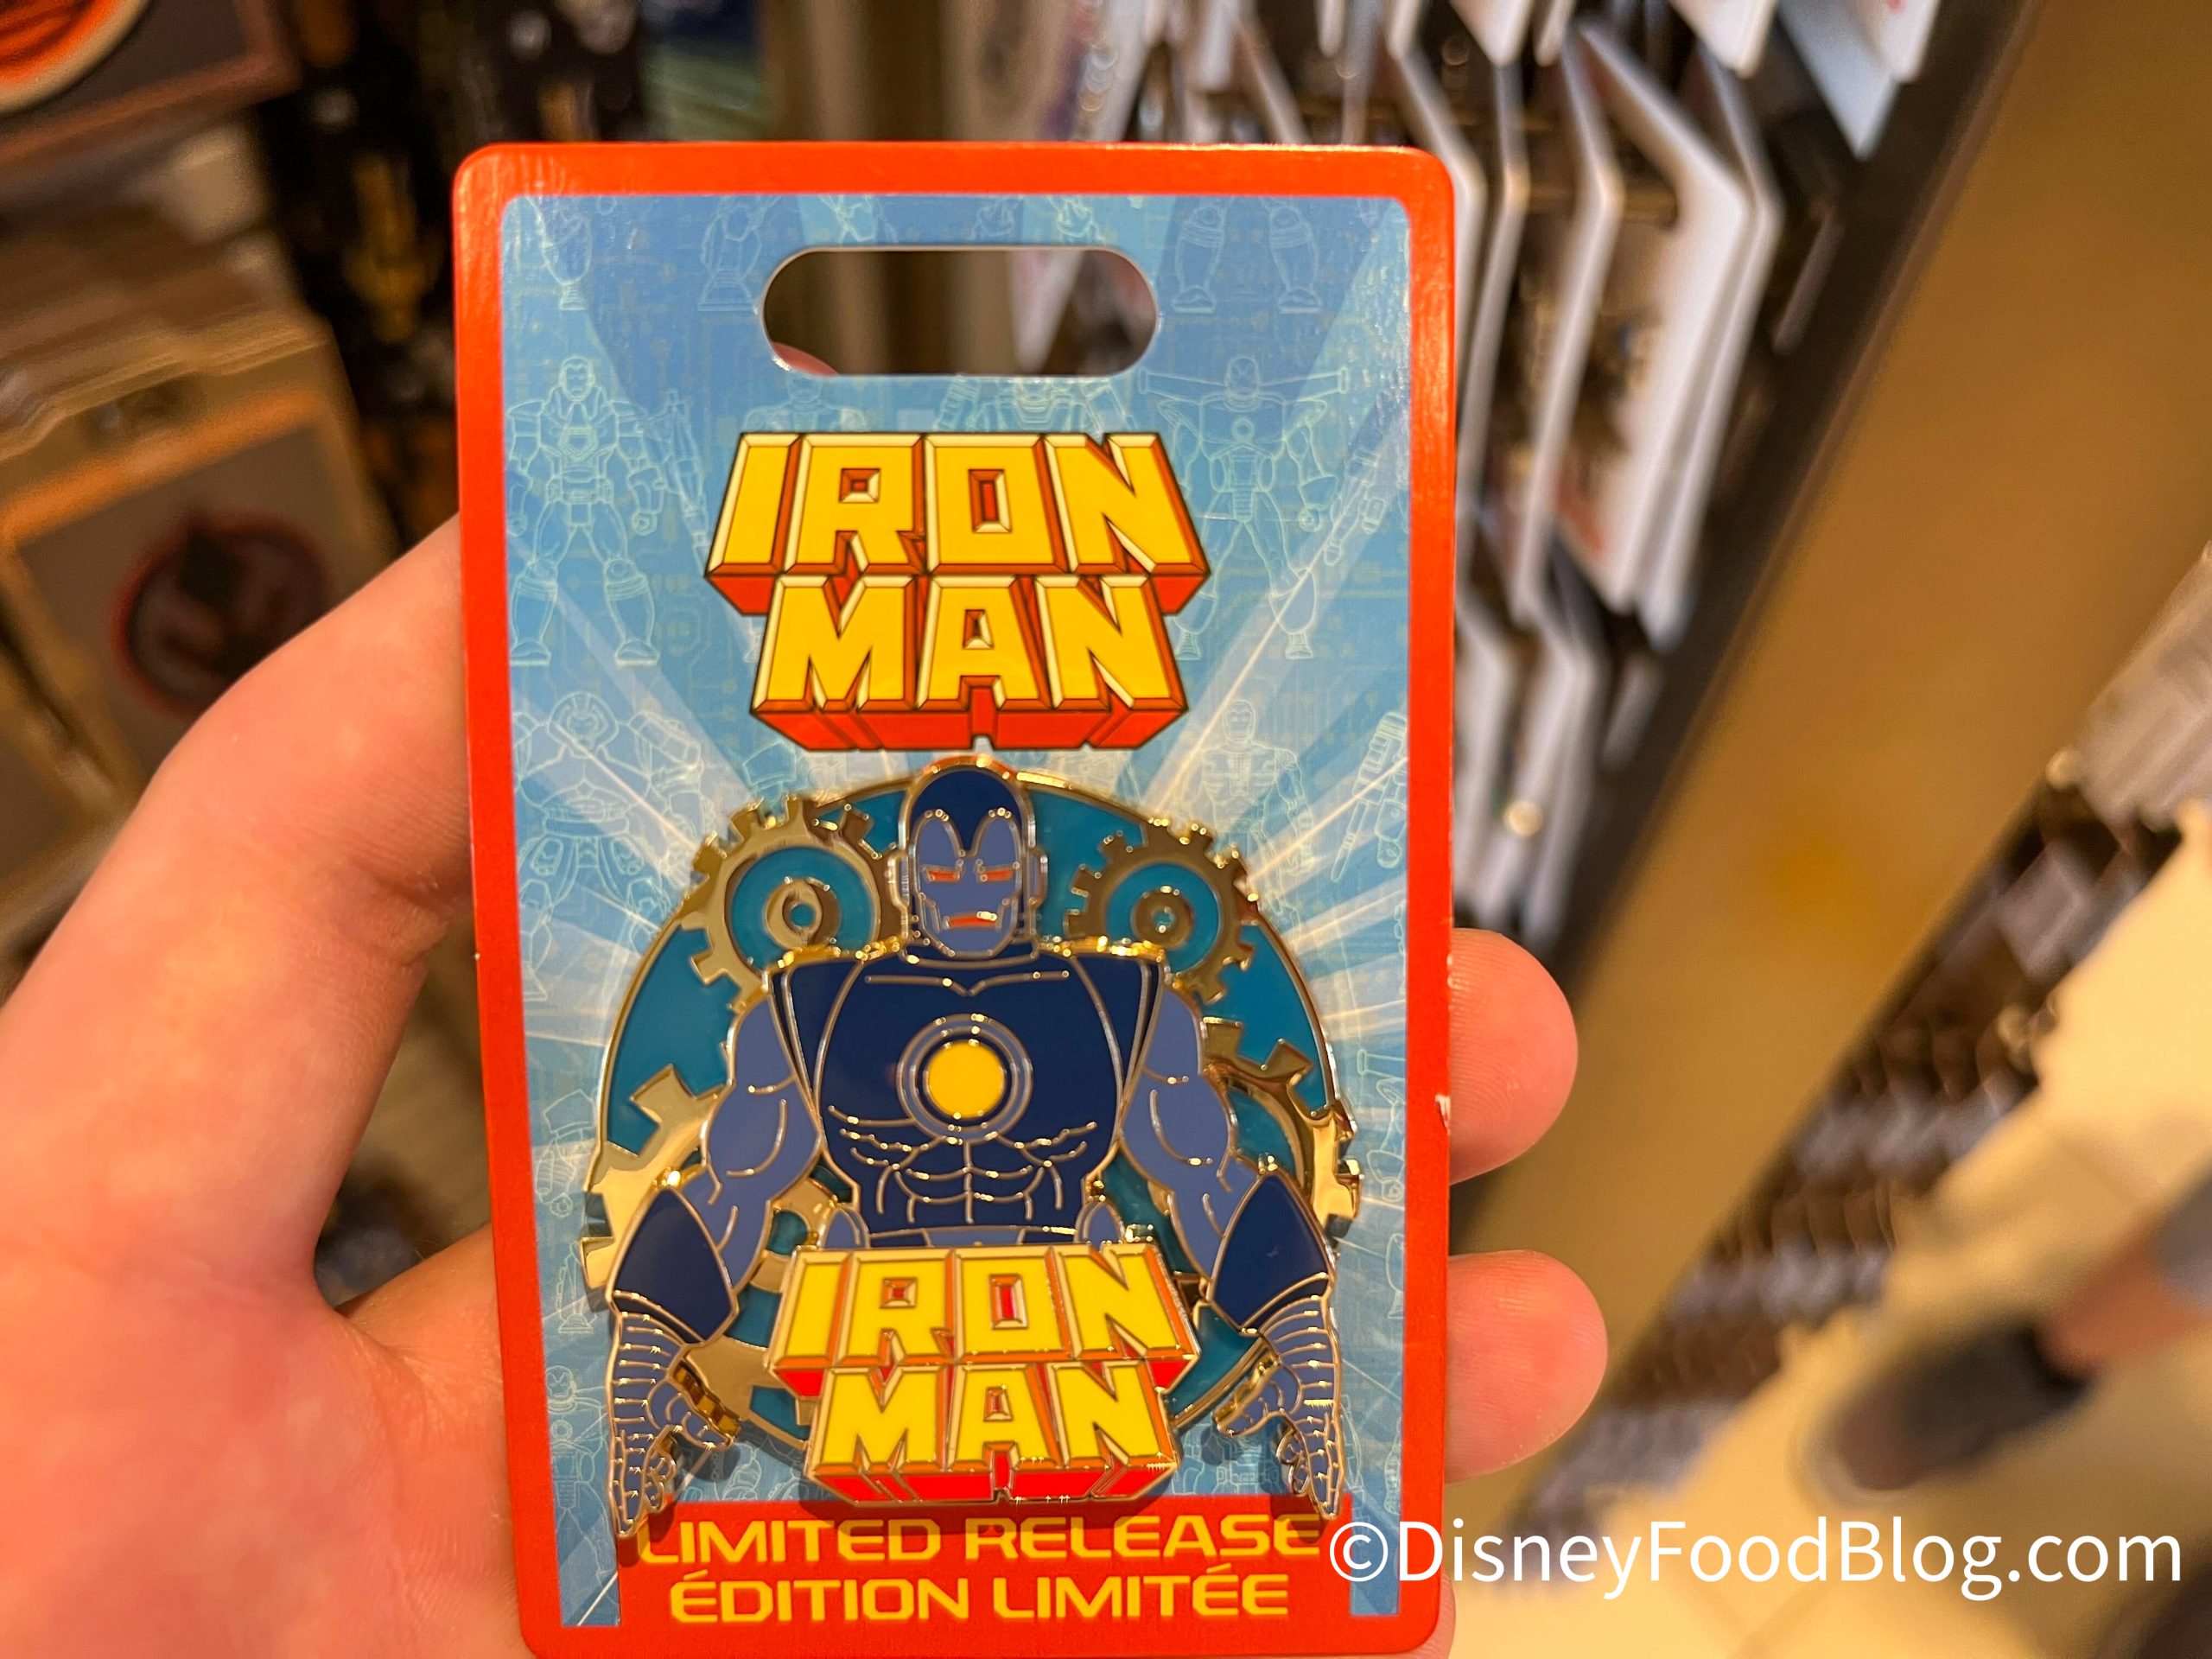 IRON
MAN
IRON
MAN
LIMITED RELEASE
ÉDITION LIMITÉE
©DisneyFoodBlog.com